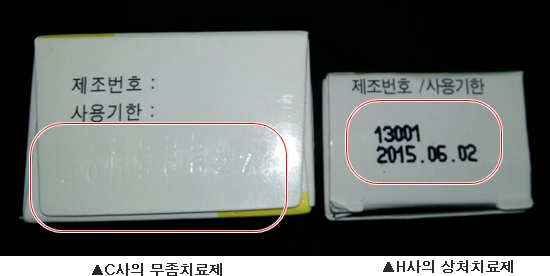 제조번호 :
사용기한 :
제조번호 /사용기한
13001
2015.06.02
▲C사의 무좀치료제
▲H사의 상처치료제